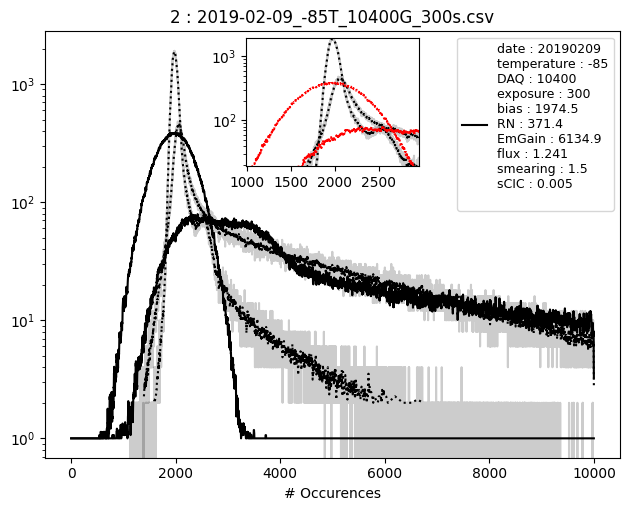 2 : 2019-02-09_-85T_10400G_300s.csv
10³
10²
10¹
10⁰
10³
10²
1000 1500 2000 2500
date : 20190209
temperature : -85
DAQ : 10400
exposure : 300
bias : 1974.5
RN : 371.4
EmGain : 6134.9
flux : 1.241
smearing : 1.5
sCIC : 0.005
0 2000 4000 6000 8000 10000
# Occurences